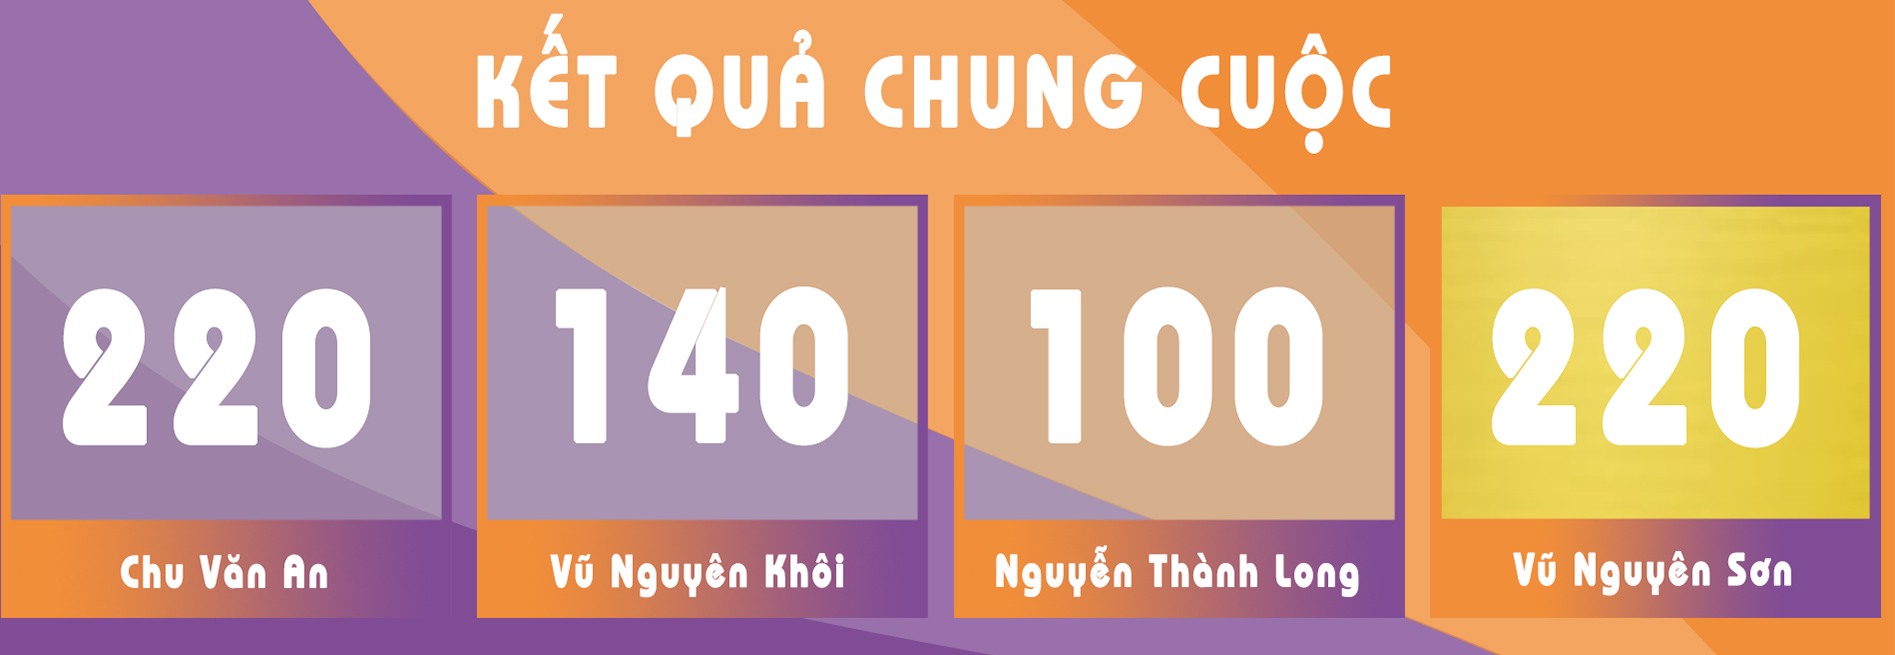 KẾT QUẢ CHUNG CUỘC
220
140
100
220
Chu Văn An
Vũ Nguyên Khôi
Nguyễn Thành Long
Vũ Nguyên Sơn